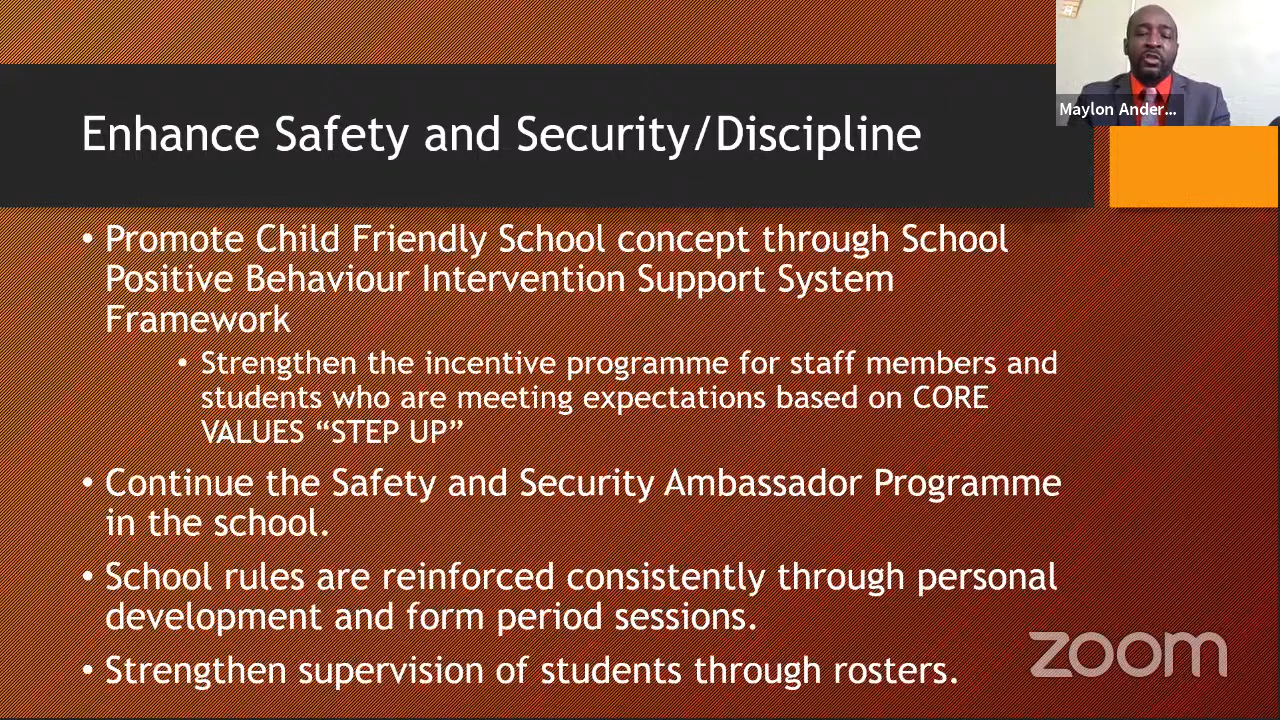 Maylon Ander...
Enhance Safety and Security/Discipline
• Promote Child Friendly School concept through School
Positive Behaviour Intervention Support System
Framework
• Strengthen the incentive programme for staff members and
students who are meeting expectations based on CORE
VALUES “STEP UP”
• Continue the Safety and Security Ambassador Programme
in the school.
• School rules are reinforced consistently through personal
development and form period sessions.
• Strengthen supervision of students through rosters.
zoom